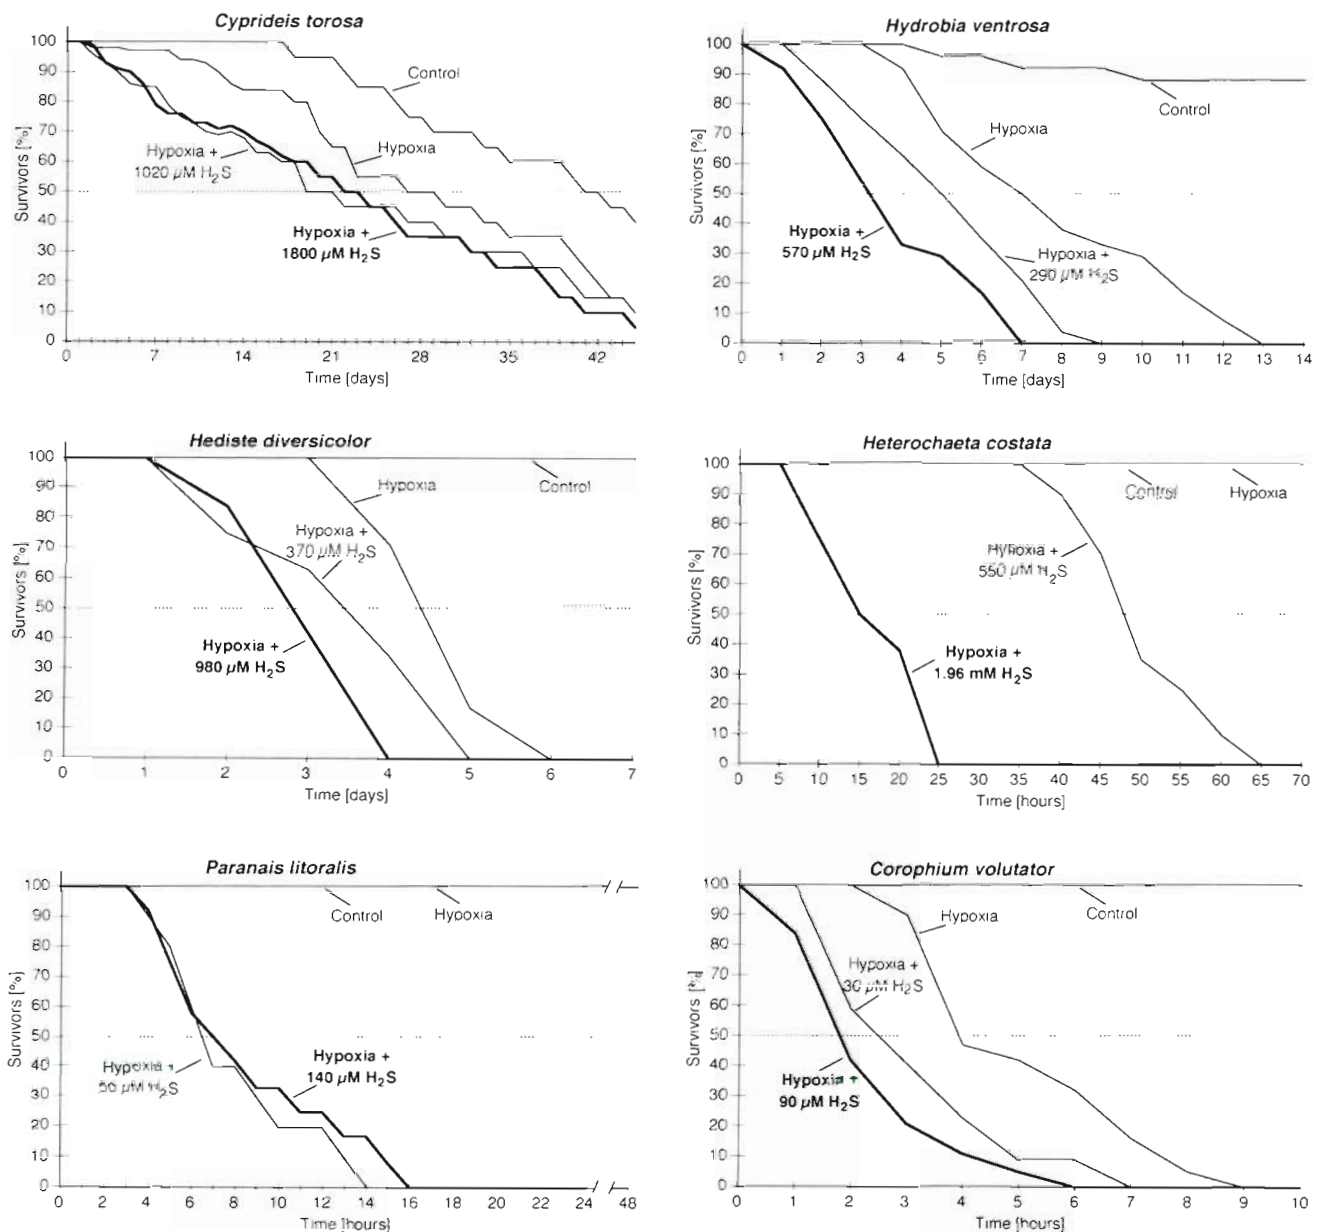 Cyprideis torosa
100
90
80
70
60
50
40
30
20
10
0
Survivors [%]
Control
Hypoxia
Hypoxia +
1020 µM H2S
Hypoxia +
1800 µM H2S
0 7 14 21 28 35 42
Time [days]
Hydrobia ventrosa
100
90
80
70
60
50
40
30
20
10
0
Survivors [%]
Control
Hypoxia
Hypoxia +
570 µM H2S
Hypoxia +
290 µM H2S
0 1 2 3 4 5 6 7 8 9 10 11 12 13 14
Time [days]
Hediste diversicolor
100
90
80
70
60
50
40
30
20
10
0
Survivors [%]
Hypoxia
Control
Hypoxia +
370 µM H2S
Hypoxia +
980 µM H2S
0 1 2 3 4 5 6 7
Time [days]
Heterochaeta costata
100
90
80
70
60
50
40
30
20
10
0
Survivors [%]
Control
Hypoxia
Hypoxia +
550 µM H2S
Hypoxia +
1.96 mM H2S
0 5 10 15 20 25 30 35 40 45 50 55 60 65 70
Time [hours]
Paranais litoralis
100
90
80
70
60
50
40
30
20
10
0
Survivors [%]
Control
Hypoxia
Hypoxia +
50 µM H2S
Hypoxia +
140 µM H2S
0 2 4 6 8 10 12 14 16 18 20 22 24 48
Time [hours]
Corophium volutator
100
90
80
70
60
50
40
30
20
10
0
Survivors [%]
Hypoxia
Control
Hypoxia +
30 µM H2S
Hypoxia +
90 µM H2S
0 1 2 3 4 5 6 7 8 9 10
Time [hours]